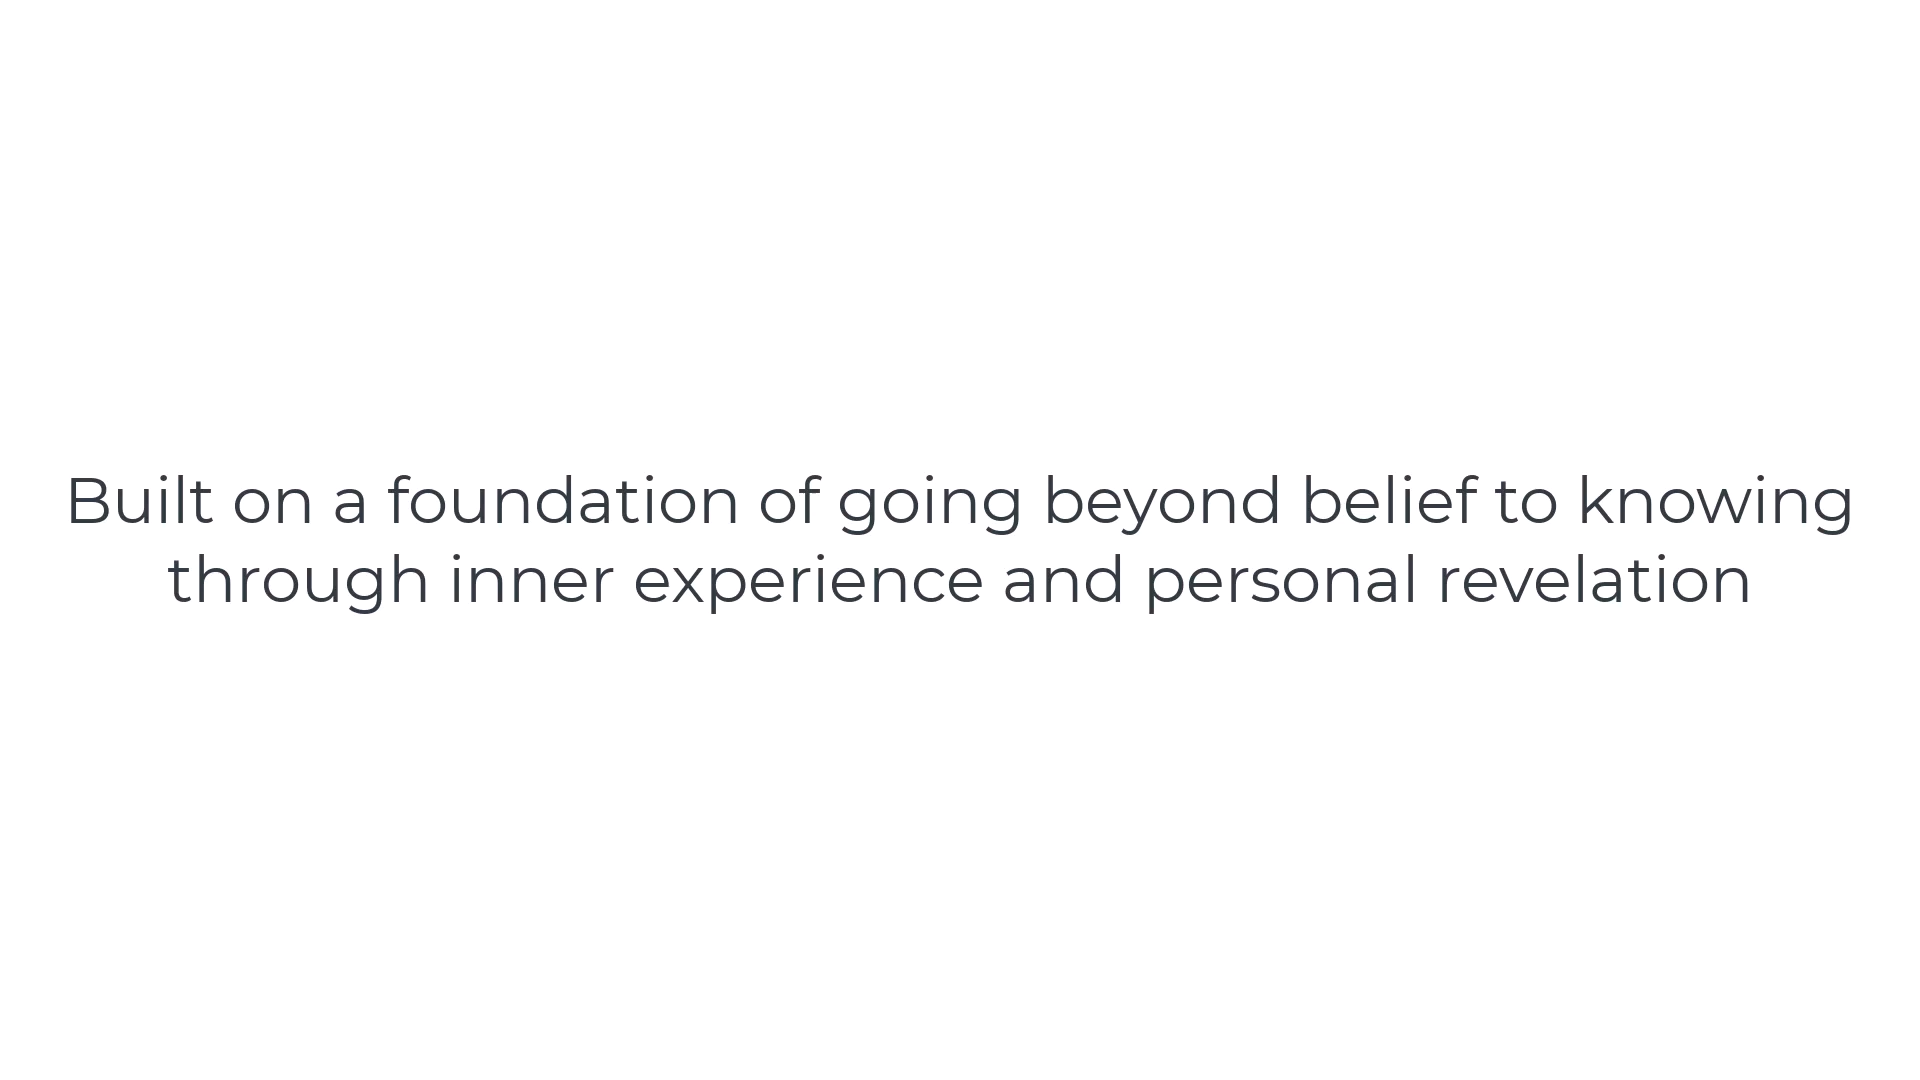 Built on a foundation of going beyond belief to knowing
through inner experience and personal revelation